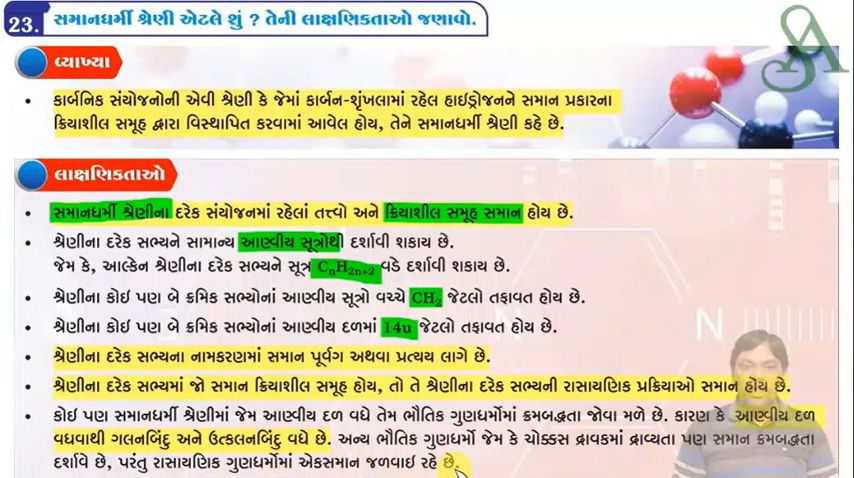 23. સમાનધર્મી શ્રેણી એટલે શું ? તેની લાક્ષણિકતાઓ જણાવો.
વ્યાખ્યા
• કાર્બનિક સંયોજનોની એવી શ્રેણી કે જેમાં કાર્બન-શૃંખલામાં રહેલ હાઈડ્રોજનને સમાન પ્રકારના
ક્રિયાશીલ સમૂહ દ્વારા વિસ્થાપિત કરવામાં આવેલ હોય, તેને સમાનધર્મી શ્રેણી કહે છે.
લાક્ષણિકતાઓ
• સમાનધર્મી શ્રેણીના દરેક સંયોજનમાં રહેલાં તત્ત્વો અને ક્રિયાશીલ સમૂહ સમાન હોય છે.
• શ્રેણીના દરેક સભ્યને સામાન્ય આણ્વીય સૂત્રોથી દર્શાવી શકાય છે.
જેમ કે, આલ્કેન શ્રેણીના દરેક સભ્યને સૂત્ર CₙH₂ₙ₊₂ વડે દર્શાવી શકાય છે.
• શ્રેણીના કોઈ પણ બે ક્રમિક સભ્યોનાં આણ્વીય સૂત્રો વચ્ચે CH₂ જેટલો તફાવત હોય છે.
• શ્રેણીના કોઈ પણ બે ક્રમિક સભ્યોનાં આણ્વીય દળમાં 14u જેટલો તફાવત હોય છે.
• શ્રેણીના દરેક સભ્યના નામકરણમાં સમાન પૂર્વગ અથવા પ્રત્યય લાગે છે.
• શ્રેણીના દરેક સભ્યમાં જો સમાન ક્રિયાશીલ સમૂહ હોય, તો તે શ્રેણીના દરેક સભ્યની રાસાયણિક પ્રક્રિયાઓ સમાન હોય છે.
• કોઈ પણ સમાનધર્મી શ્રેણીમાં જેમ આણ્વીય દળ વધે તેમ ભૌતિક ગુણધર્મોમાં ક્રમબદ્ધતા જોવા મળે છે. કારણ કે આણ્વીય દળ
વધવાથી ગલનબિંદુ અને ઉત્કલનબિંદુ વધે છે. અન્ય ભૌતિક ગુણધર્મો જેમ કે ચોક્કસ દ્રાવકમાં દ્રાવ્યતા પણ સમાન ક્રમબદ્ધતા
દર્શાવે છે, પરંતુ રાસાયણિક ગુણધર્મોમાં એકસમાન જળવાઈ રહે છે.
N